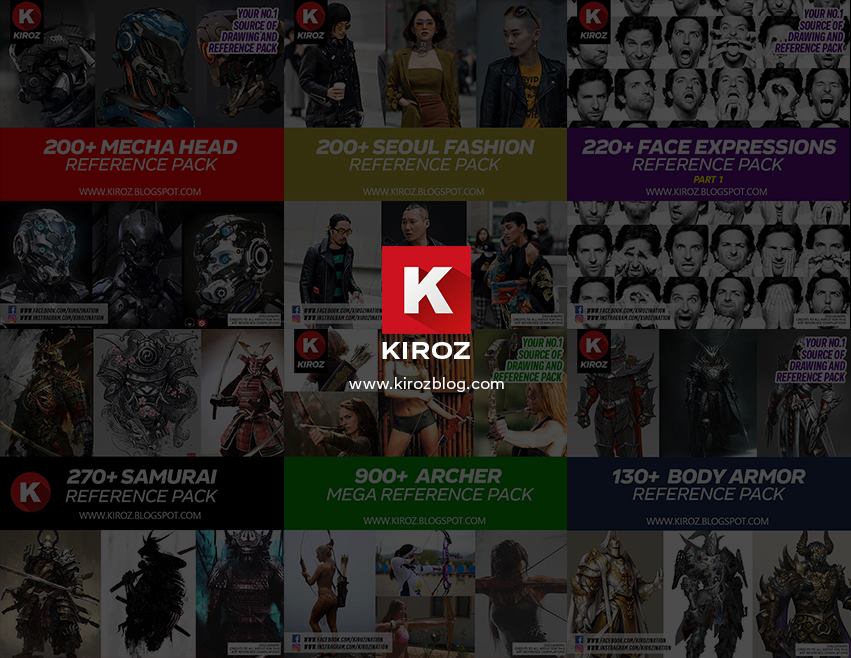 K
KIROZ
YOUR NO.1
SOURCE OF
DRAWING AND
REFERENCE PACK
200+ MECHA HEAD
REFERENCE PACK
WWW.KIROZ.BLOGSPOT.COM
WWW.FACEBOOK.COM/KIROZNATION
WWW.INSTRAGRAM.COM/KIROZNATION
K
KIROZ
200+ SEOUL FASHION
REFERENCE PACK
WWW.KIROZ.BLOGSPOT.COM
K
KIROZ
YOUR NO.1
SOURCE OF
DRAWING AND
REFERENCE PACK
220+ FACE EXPRESSIONS
REFERENCE PACK
PART 1
WWW.KIROZ.BLOGSPOT.COM
WWW.FACEBOOK.COM/KIROZNATION
WWW.INSTRAGRAM.COM/KIROZNATION
K
KIROZ
www.kirozblog.com
K
270+ SAMURAI
REFERENCE PACK
WWW.KIROZ.BLOGSPOT.COM
K
KIROZ
YOUR NO.1
SOURCE OF
DRAWING AND
REFERENCE PACK
900+ ARCHER
MEGA REFERENCE PACK
WWW.KIROZ.BLOGSPOT.COM
WWW.FACEBOOK.COM/KIROZNATION
WWW.INSTRAGRAM.COM/KIROZNATION
K
KIROZ
YOUR NO.1
SOURCE OF
DRAWING AND
REFERENCE PACK
130+ BODY ARMOR
REFERENCE PACK
WWW.KIROZ.BLOGSPOT.COM
WWW.FACEBOOK.COM/KIROZNATION
WWW.INSTRAGRAM.COM/KIROZNATION